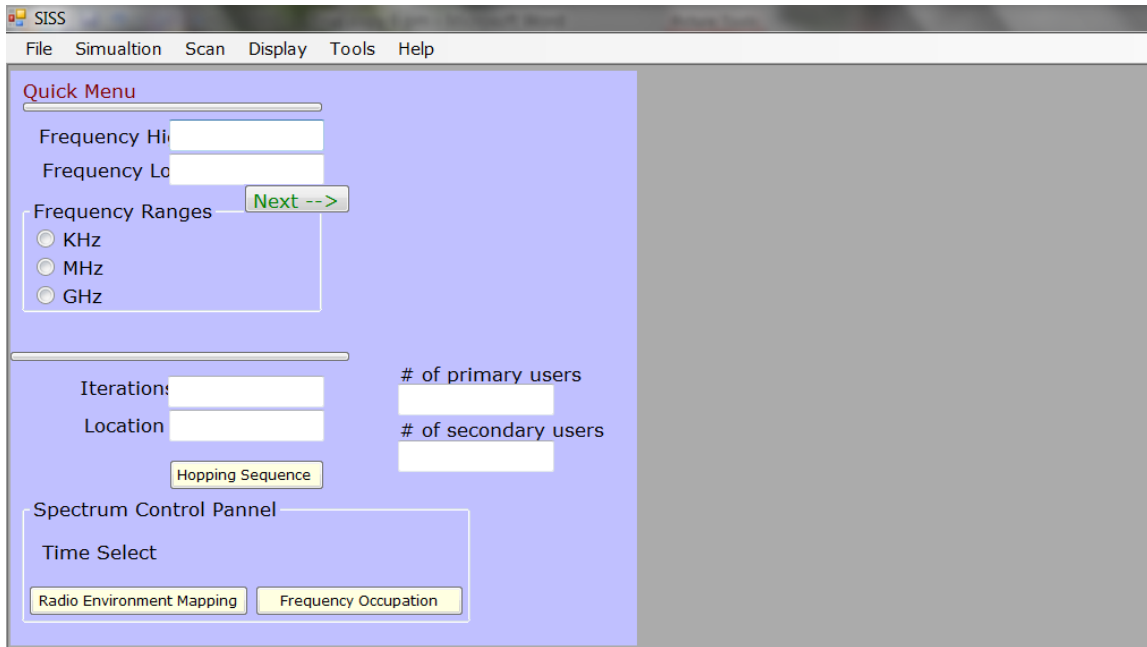 SISS
File Simualtion Scan Display Tools Help
Quick Menu
Frequency Hi
Frequency Lo
Next -->
Frequency Ranges
KHz
MHz
GHz
# of primary users
Iterations
Location
# of secondary users
Hopping Sequence
Spectrum Control Pannel
Time Select
Radio Environment Mapping Frequency Occupation